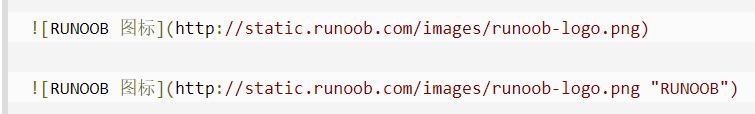 ![RUNOOB 图标](http://static.runoob.com/images/runoob-logo.png)
![RUNOOB 图标](http://static.runoob.com/images/runoob-logo.png "RUNOOB")